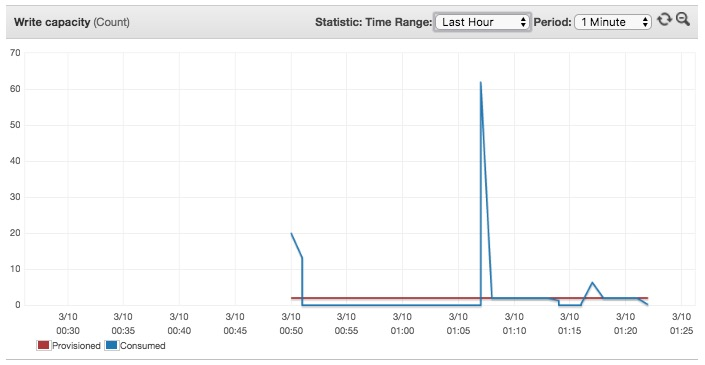 Write capacity (Count) Statistic: Time Range: Last Hour Period: 1 Minute
70
60
50
40
30
20
10
0
3/10 3/10 3/10 3/10 3/10 3/10 3/10 3/10 3/10 3/10 3/10 3/10
00:30 00:35 00:40 00:45 00:50 00:55 01:00 01:05 01:10 01:15 01:20 01:25
Provisioned Consumed